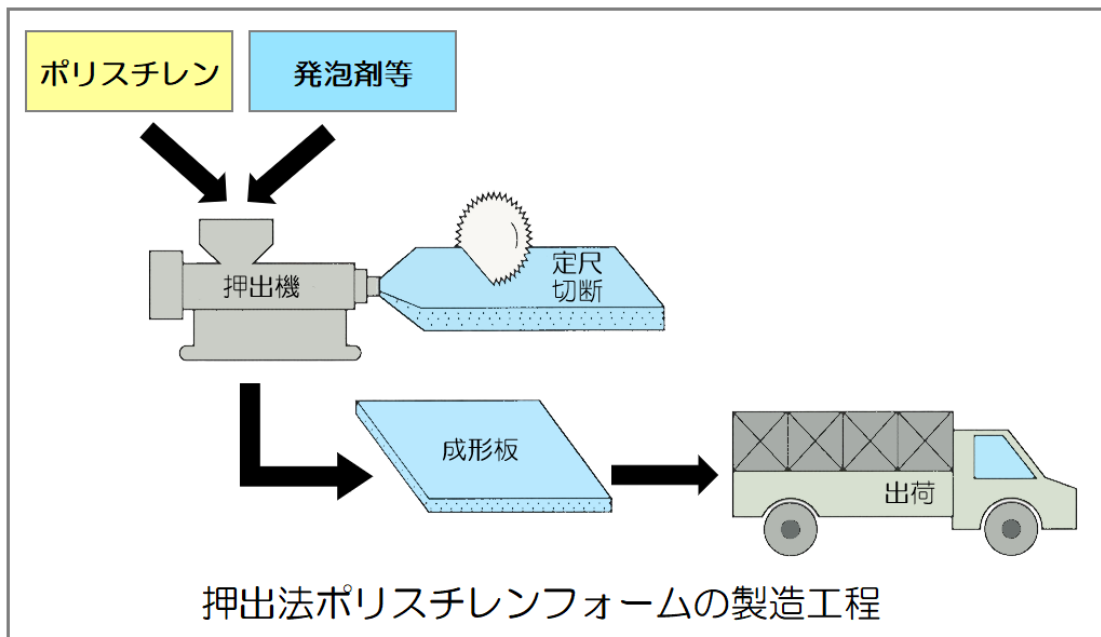 ポリスチレン
発泡剤等
押出機
定尺
切断
成形板
出荷
押出法ポリスチレンフォームの製造工程